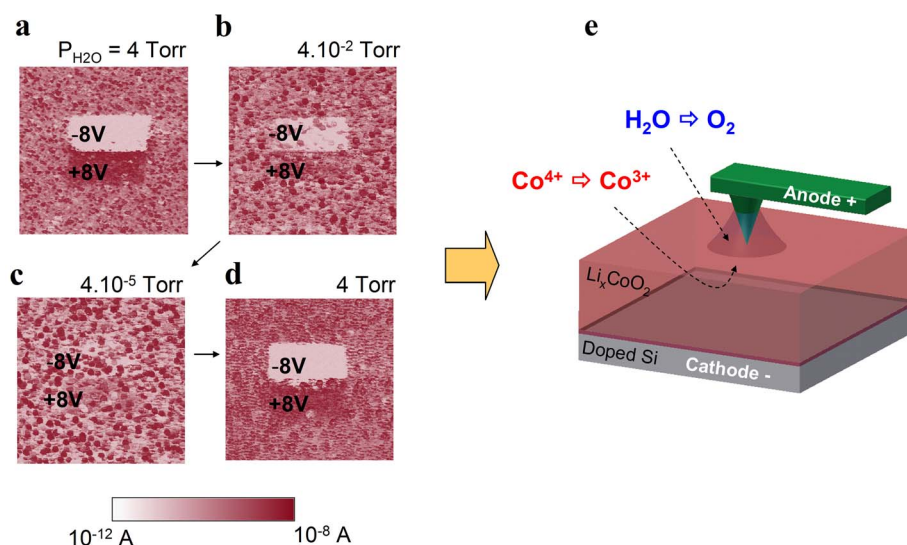 a
P_H2O = 4 Torr
-8V
+8V
b
4.10⁻² Torr
-8V
+8V
c
4.10⁻⁵ Torr
-8V
+8V
d
4 Torr
-8V
+8V
10⁻¹² A
10⁻⁸ A
e
H₂O ⇨ O₂
Co⁴⁺ ⇨ Co³⁺
Anode +
LiₓCoO₂
Doped Si
Cathode -